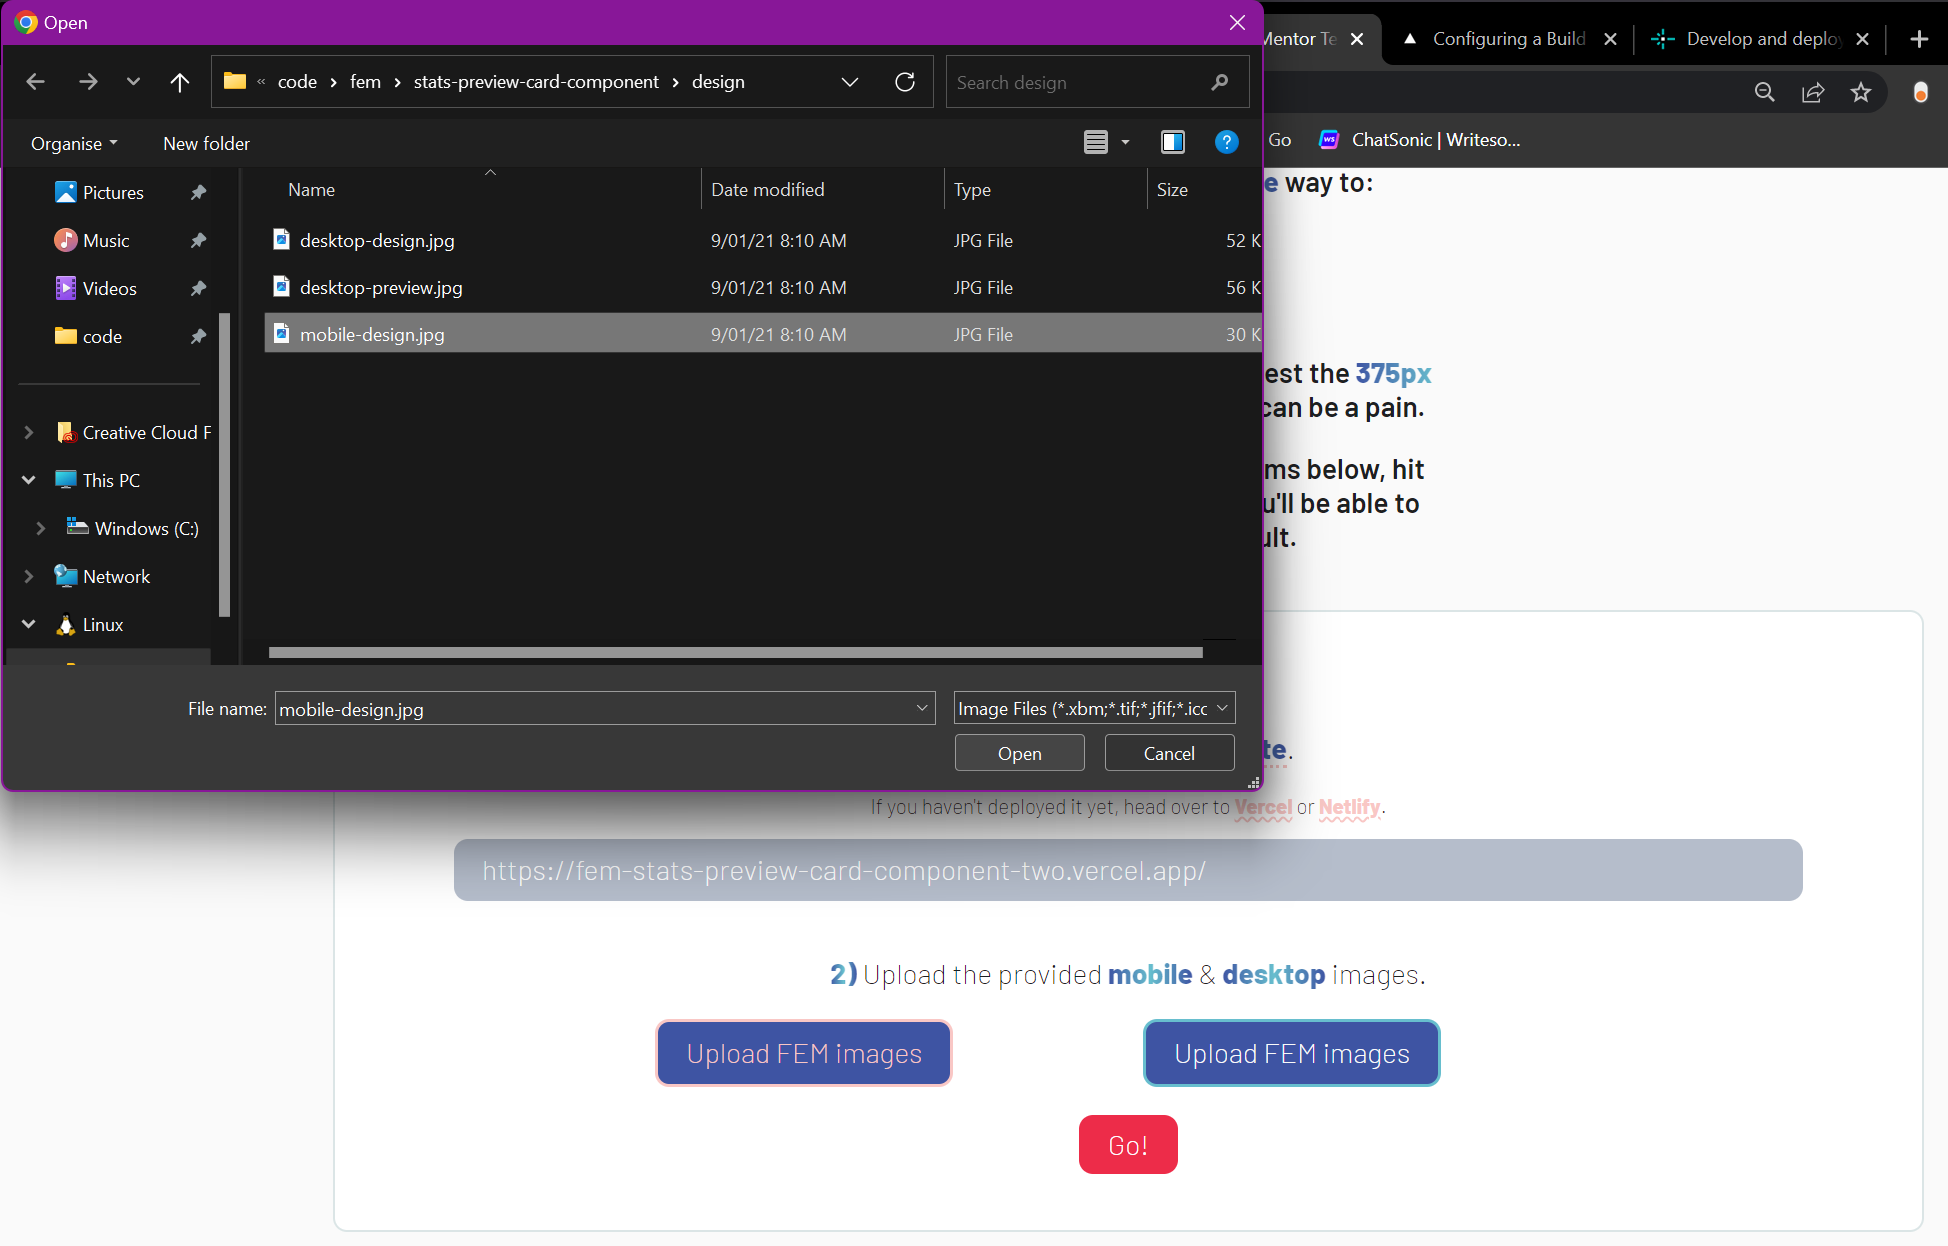 Open
Mentor Te
Configuring a Build
Develop and deploy
« code > fem > stats-preview-card-component > design
Search design
Organise
New folder
Go
ChatSonic | Writeso...
Name
Date modified
Type
Size
Pictures
Music
Videos
code
Creative Cloud F
This PC
Windows (C:)
Network
Linux
desktop-design.jpg 9/01/21 8:10 AM JPG File 52 K
desktop-preview.jpg 9/01/21 8:10 AM JPG File 56 K
mobile-design.jpg 9/01/21 8:10 AM JPG File 30 K
File name: mobile-design.jpg
Image Files (*.xbm;*.tif;*.jfif;*.icc
Open
Cancel
e way to:
est the 375px
can be a pain.
ms below, hit
u'll be able to
ult.
te.
If you haven't deployed it yet, head over to Vercel or Netlify.
https://fem-stats-preview-card-component-two.vercel.app/
2) Upload the provided mobile & desktop images.
Upload FEM images
Upload FEM images
Go!